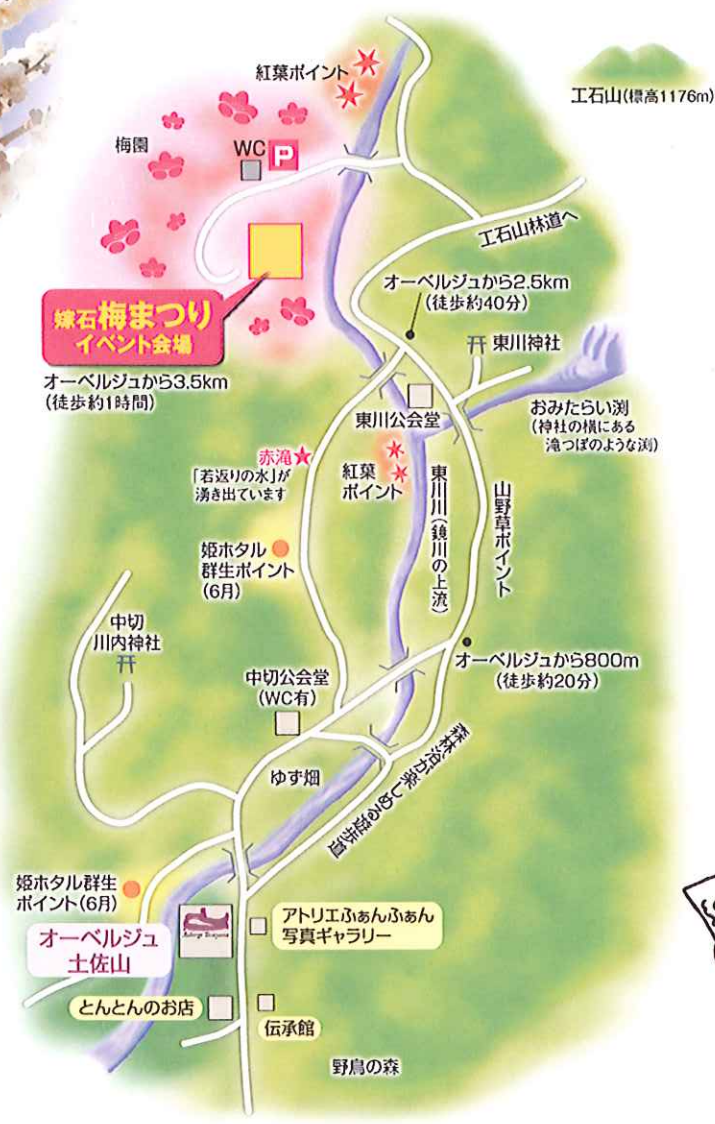 紅葉ポイント
工石山(標高1176m)
梅園
WC
P
工石山林道へ
オーベルジュから2.5km
(徒歩約40分)
嫁石梅まつり
イベント会場
オーベルジュから3.5km
(徒歩約1時間)
東川神社
東川公会堂
おみたらい渕
(神社の横にある
滝つぼのような渕)
赤滝
「若返りの水」が
湧き出ています
紅葉
ポイント
東川川(鏡川の上流)
山野草ポイント
姫ホタル
群生ポイント
(6月)
中切
川内神社
オーベルジュから800m
(徒歩約20分)
中切公会堂
(WC有)
森林浴が楽しめる遊歩道
ゆず畑
姫ホタル群生
ポイント(6月)
オーベルジュ
土佐山
アトリエふぁんふぁん
写真ギャラリー
とんとんのお店
伝承館
野鳥の森